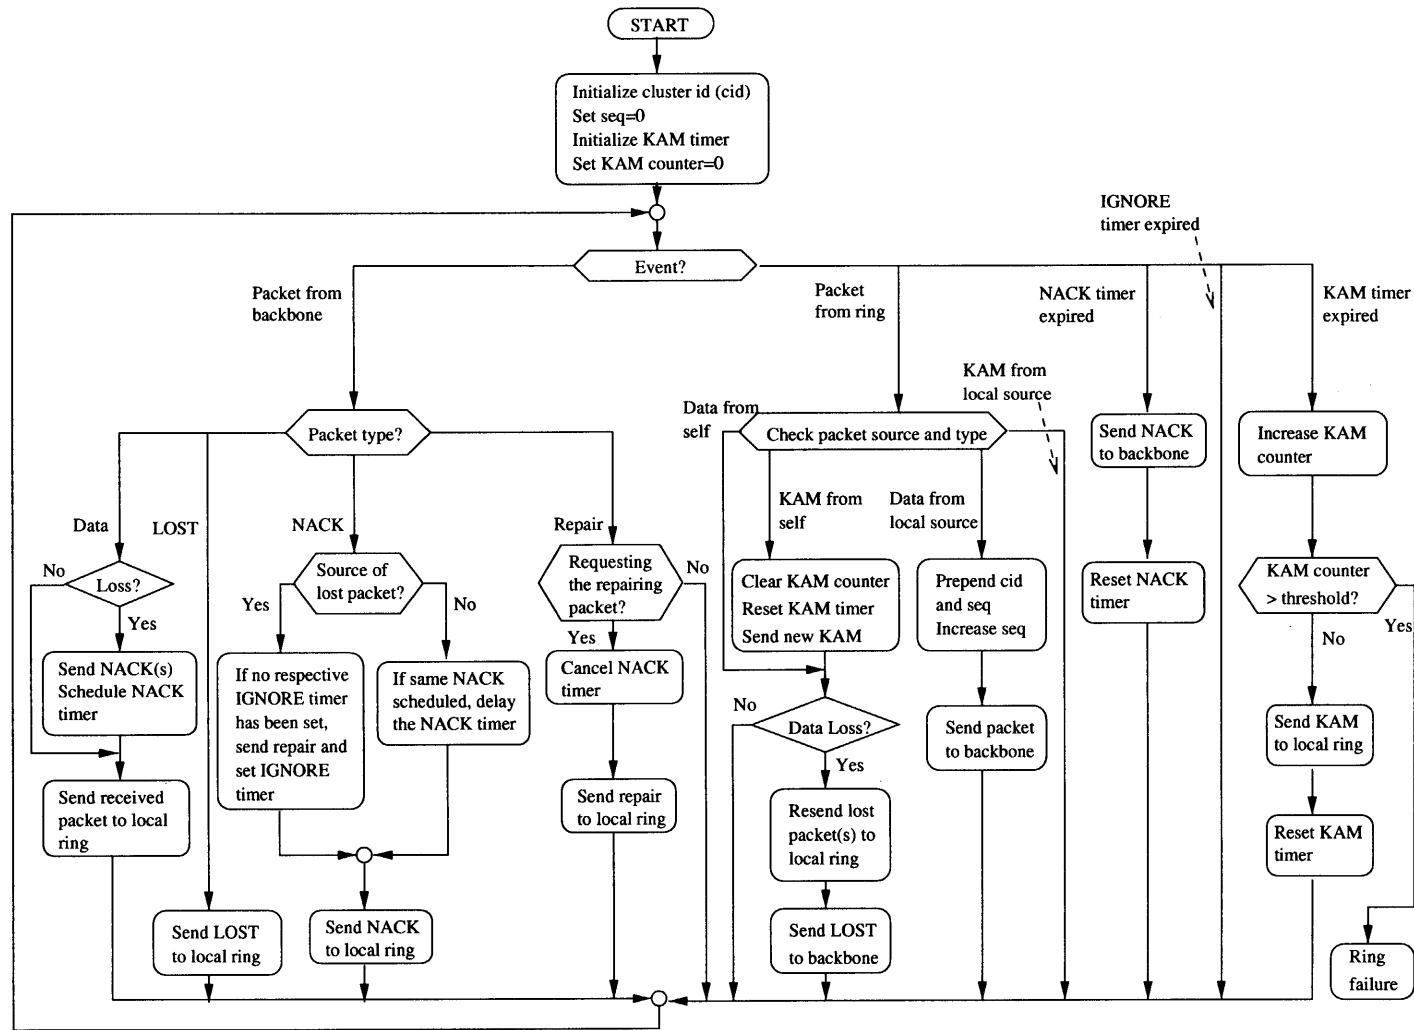 START
Initialize cluster id (cid)
Set seq=0
Initialize KAM timer
Set KAM counter=0
Event?
Packet from
backbone
Packet
from ring
NACK timer
expired
IGNORE
timer expired
KAM timer
expired
Packet type?
Data
LOST
NACK
Repair
Loss?
No
Yes
Send NACK(s)
Schedule NACK
timer
Send received
packet to local
ring
Send LOST
to local ring
Source of
lost packet?
Yes
No
If no respective
IGNORE timer
has been set,
send repair and
set IGNORE
timer
If same NACK
scheduled, delay
the NACK timer
Send NACK
to local ring
Requesting
the repairing
packet?
No
Yes
Cancel NACK
timer
Send repair
to local ring
Check packet source and type
Data from
self
KAM from
self
Data from
local source
KAM from
local source
Clear KAM counter
Reset KAM timer
Send new KAM
Data Loss?
No
Yes
Resend lost
packet(s) to
local ring
Send LOST
to backbone
Prepend cid
and seq
Increase seq
Send packet
to backbone
Send NACK
to backbone
Reset NACK
timer
Increase KAM
counter
KAM counter
> threshold?
No
Yes
Send KAM
to local ring
Reset KAM
timer
Ring
failure